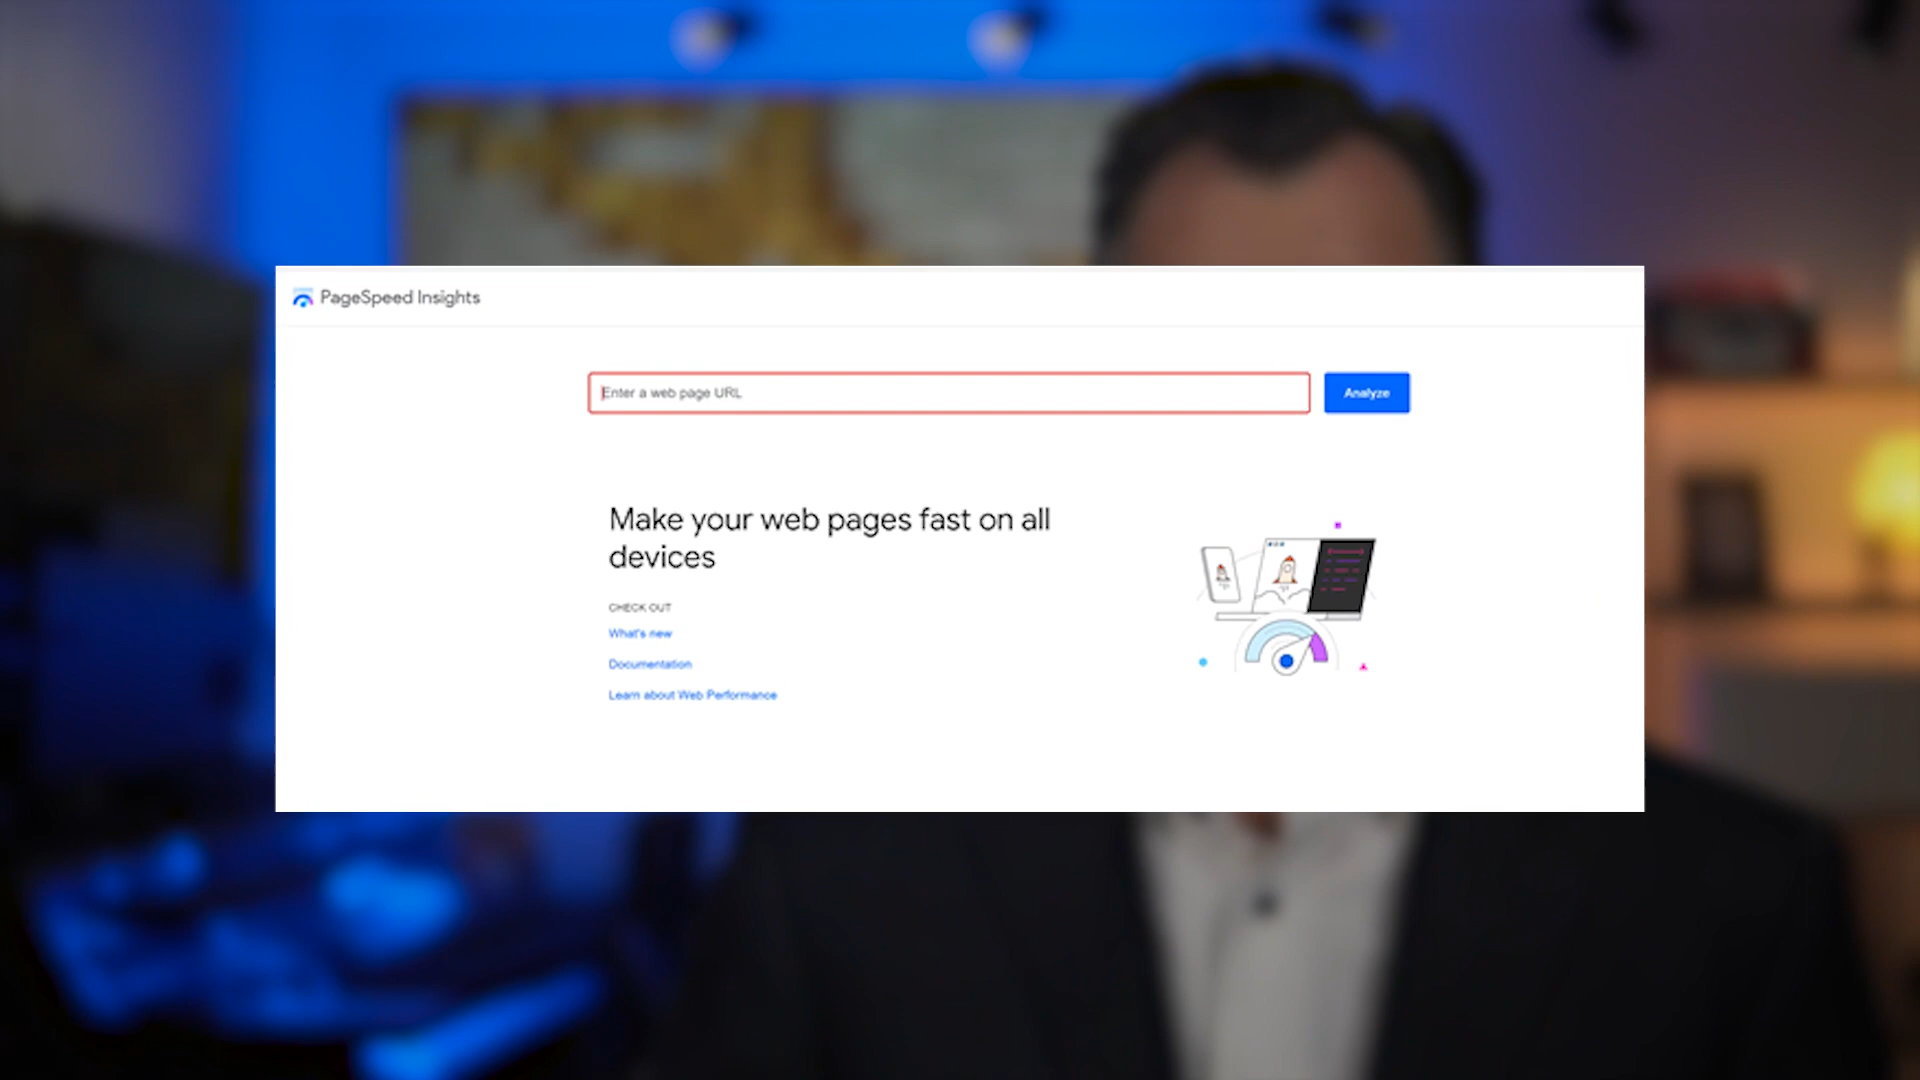 PageSpeed Insights
Enter a web page URL
Analyze
Make your web pages fast on all
devices
CHECK OUT
What's new
Documentation
Learn about Web Performance